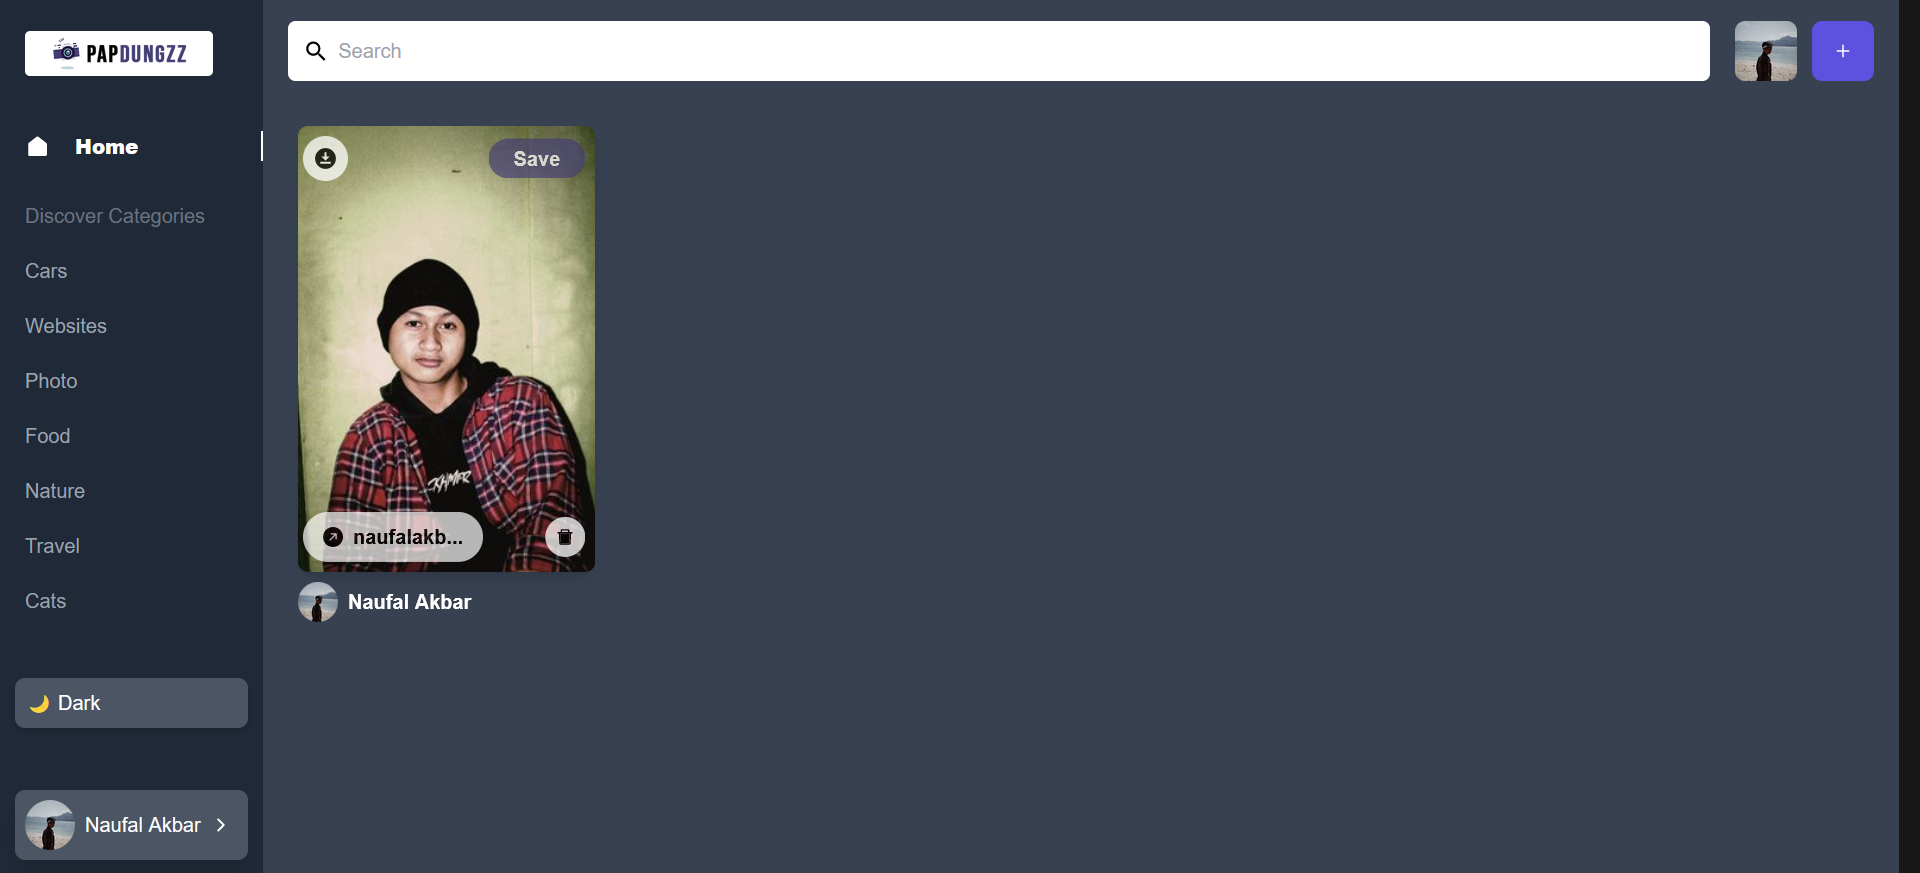 PAPDUNGZZ
Search
+
Home
Discover Categories
Cars
Websites
Photo
Food
Nature
Travel
Cats
Dark
Naufal Akbar
Save
naufalakb...
Naufal Akbar